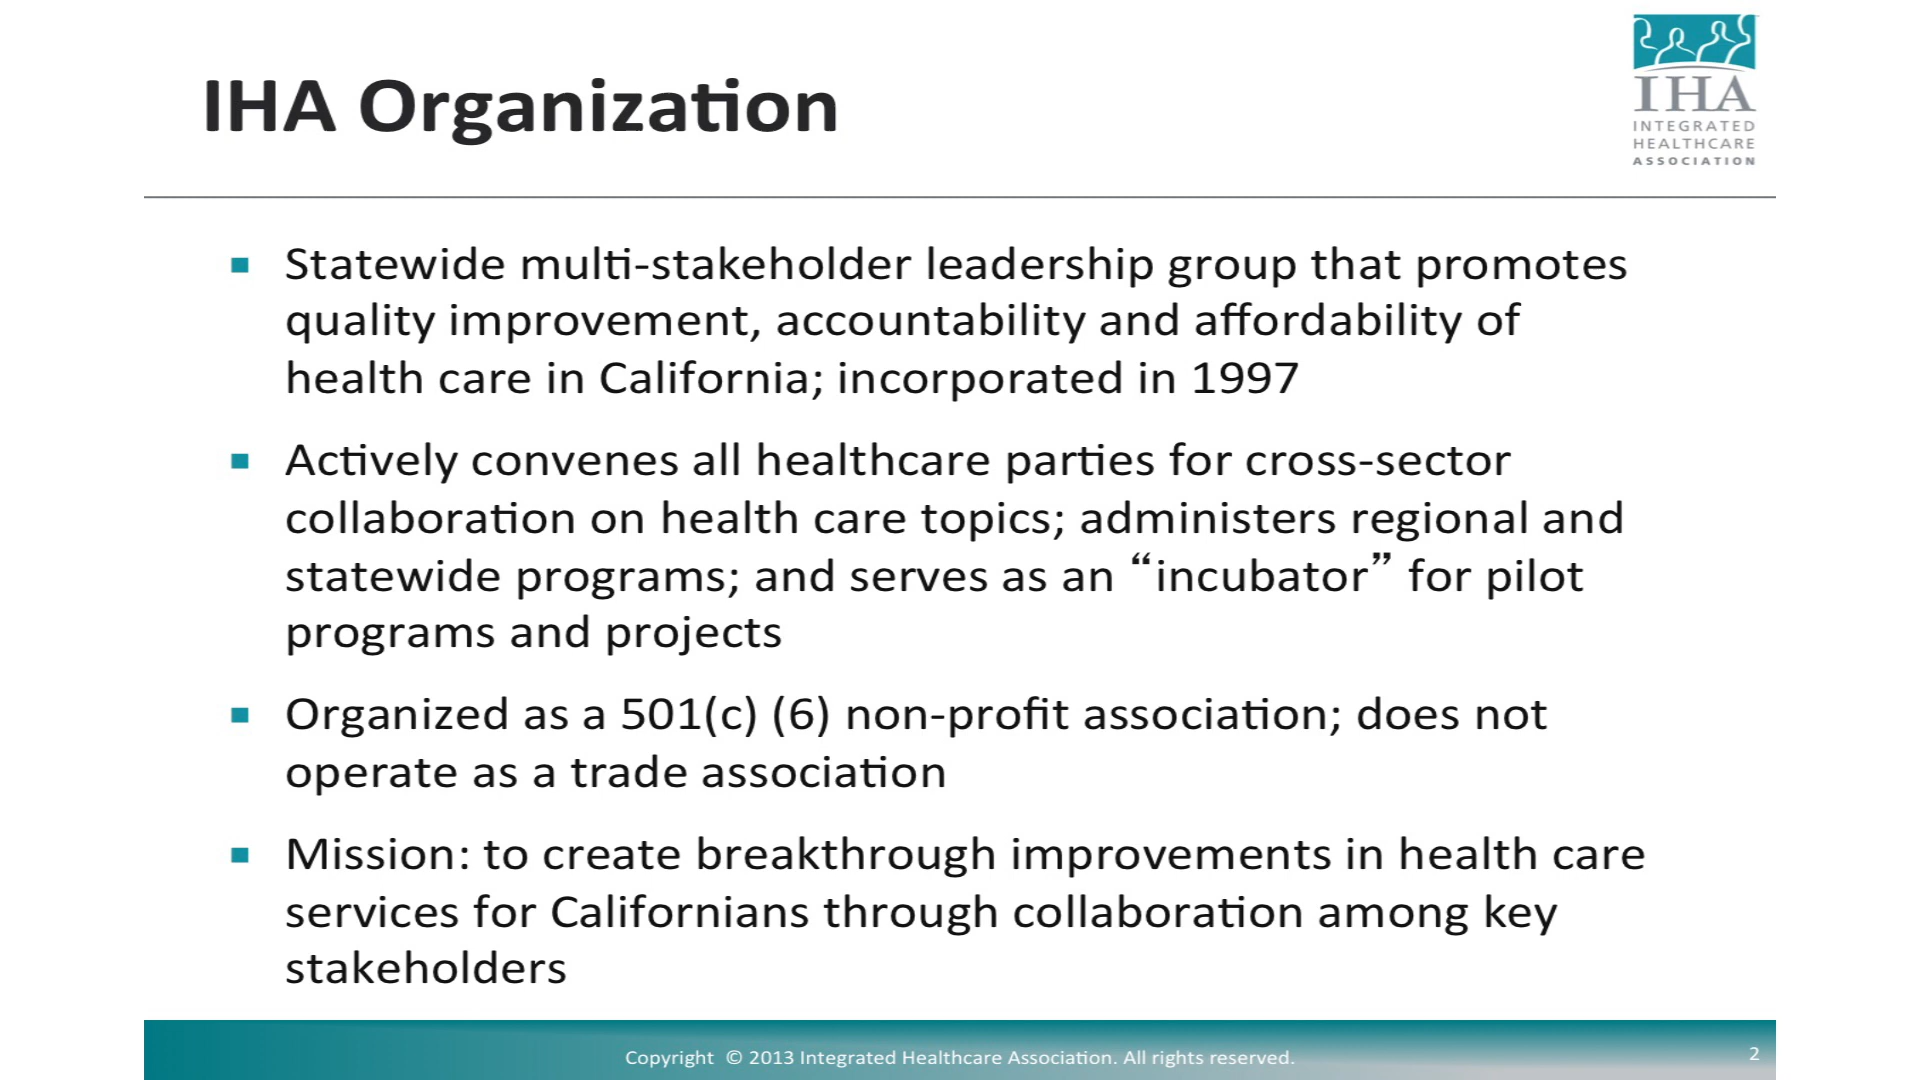 IHA Organization
IHA
INTEGRATED
HEALTHCARE
ASSOCIATION
Statewide multi-stakeholder leadership group that promotes
quality improvement, accountability and affordability of
health care in California; incorporated in 1997
Actively convenes all healthcare parties for cross-sector
collaboration on health care topics; administers regional and
statewide programs; and serves as an “incubator” for pilot
programs and projects
Organized as a 501(c) (6) non-profit association; does not
operate as a trade association
Mission: to create breakthrough improvements in health care
services for Californians through collaboration among key
stakeholders
Copyright © 2013 Integrated Healthcare Association. All rights reserved.
2